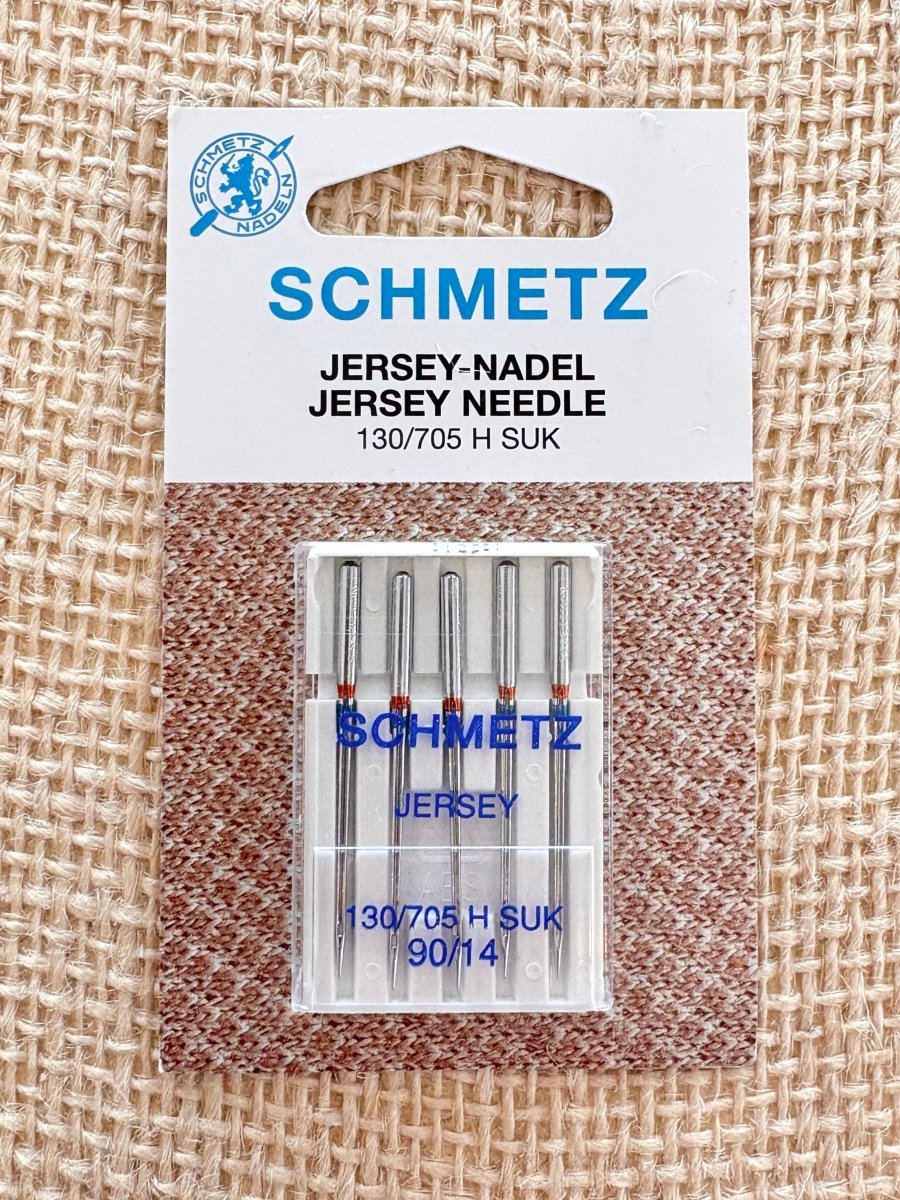 SCHMETZ
NADELN
SCHMETZ
JERSEY-NADEL
JERSEY NEEDLE
130/705 H SUK
SCHMETZ
JERSEY
130/705 H SUK
90/14